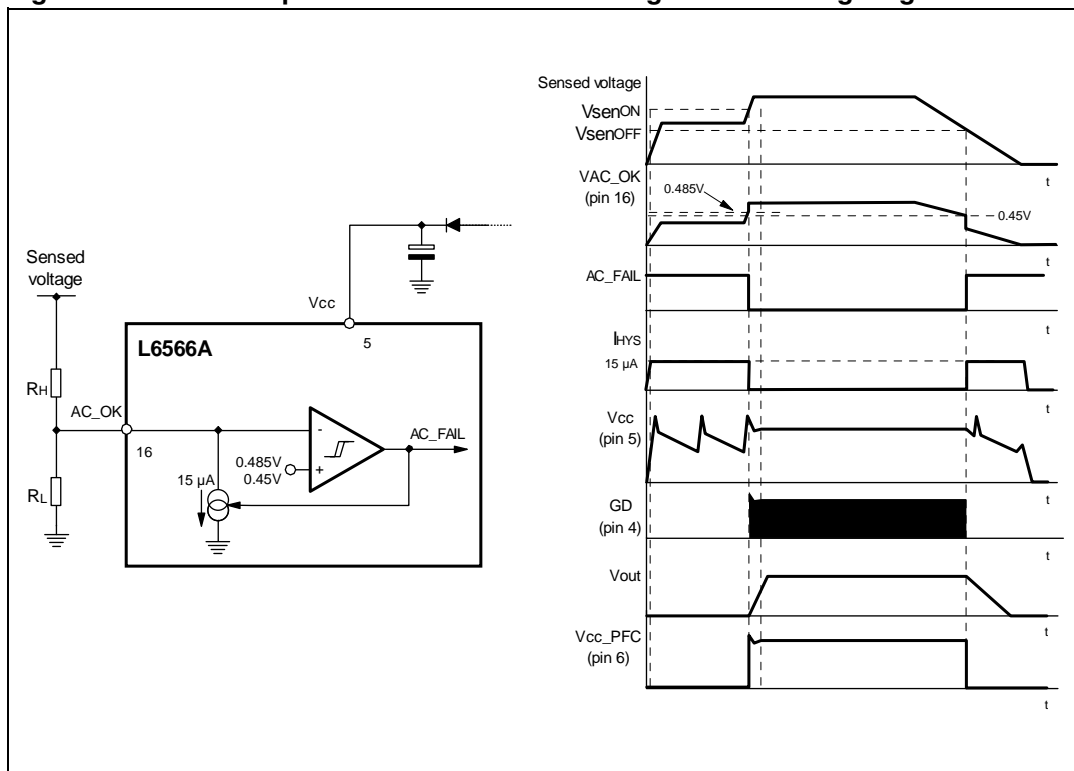 Sensed
voltage
RH
RL
AC_OK
16
L6566A
Vcc
5
15 µA
0.485V
0.45V
-
+
AC_FAIL
Sensed voltage
VsenON
VsenOFF
t
VAC_OK
(pin 16)
0.485V
0.45V
t
AC_FAIL
t
IHYS
15 µA
t
Vcc
(pin 5)
t
GD
(pin 4)
t
Vout
t
Vcc_PFC
(pin 6)
t